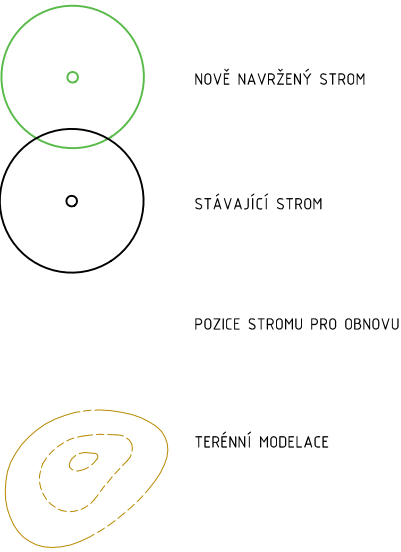 NOVĚ NAVRŽENÝ STROM
STÁVAJÍCÍ STROM
POZICE STROMU PRO OBNOVU
TERÉNNÍ MODELACE